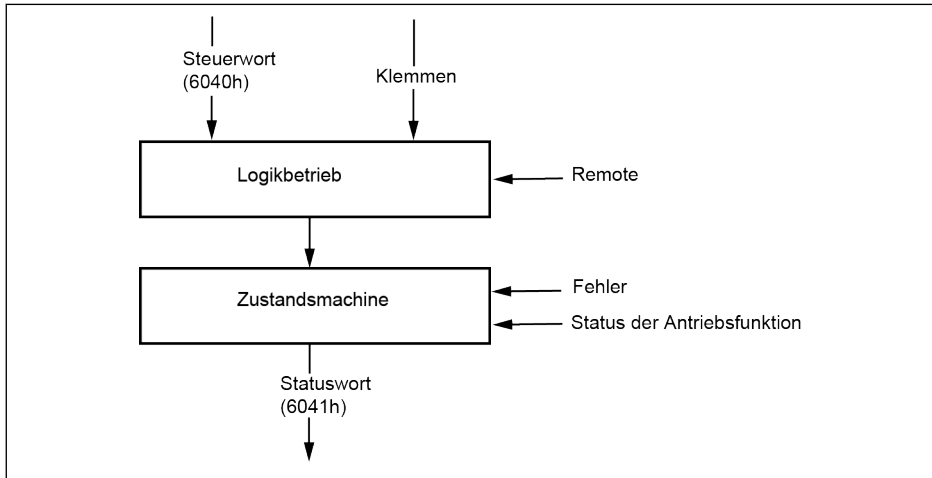 Steuerwort
(6040h)
Klemmen
Logikbetrieb
Remote
Zustandsmachine
Fehler
Status der Antriebsfunktion
Statuswort
(6041h)